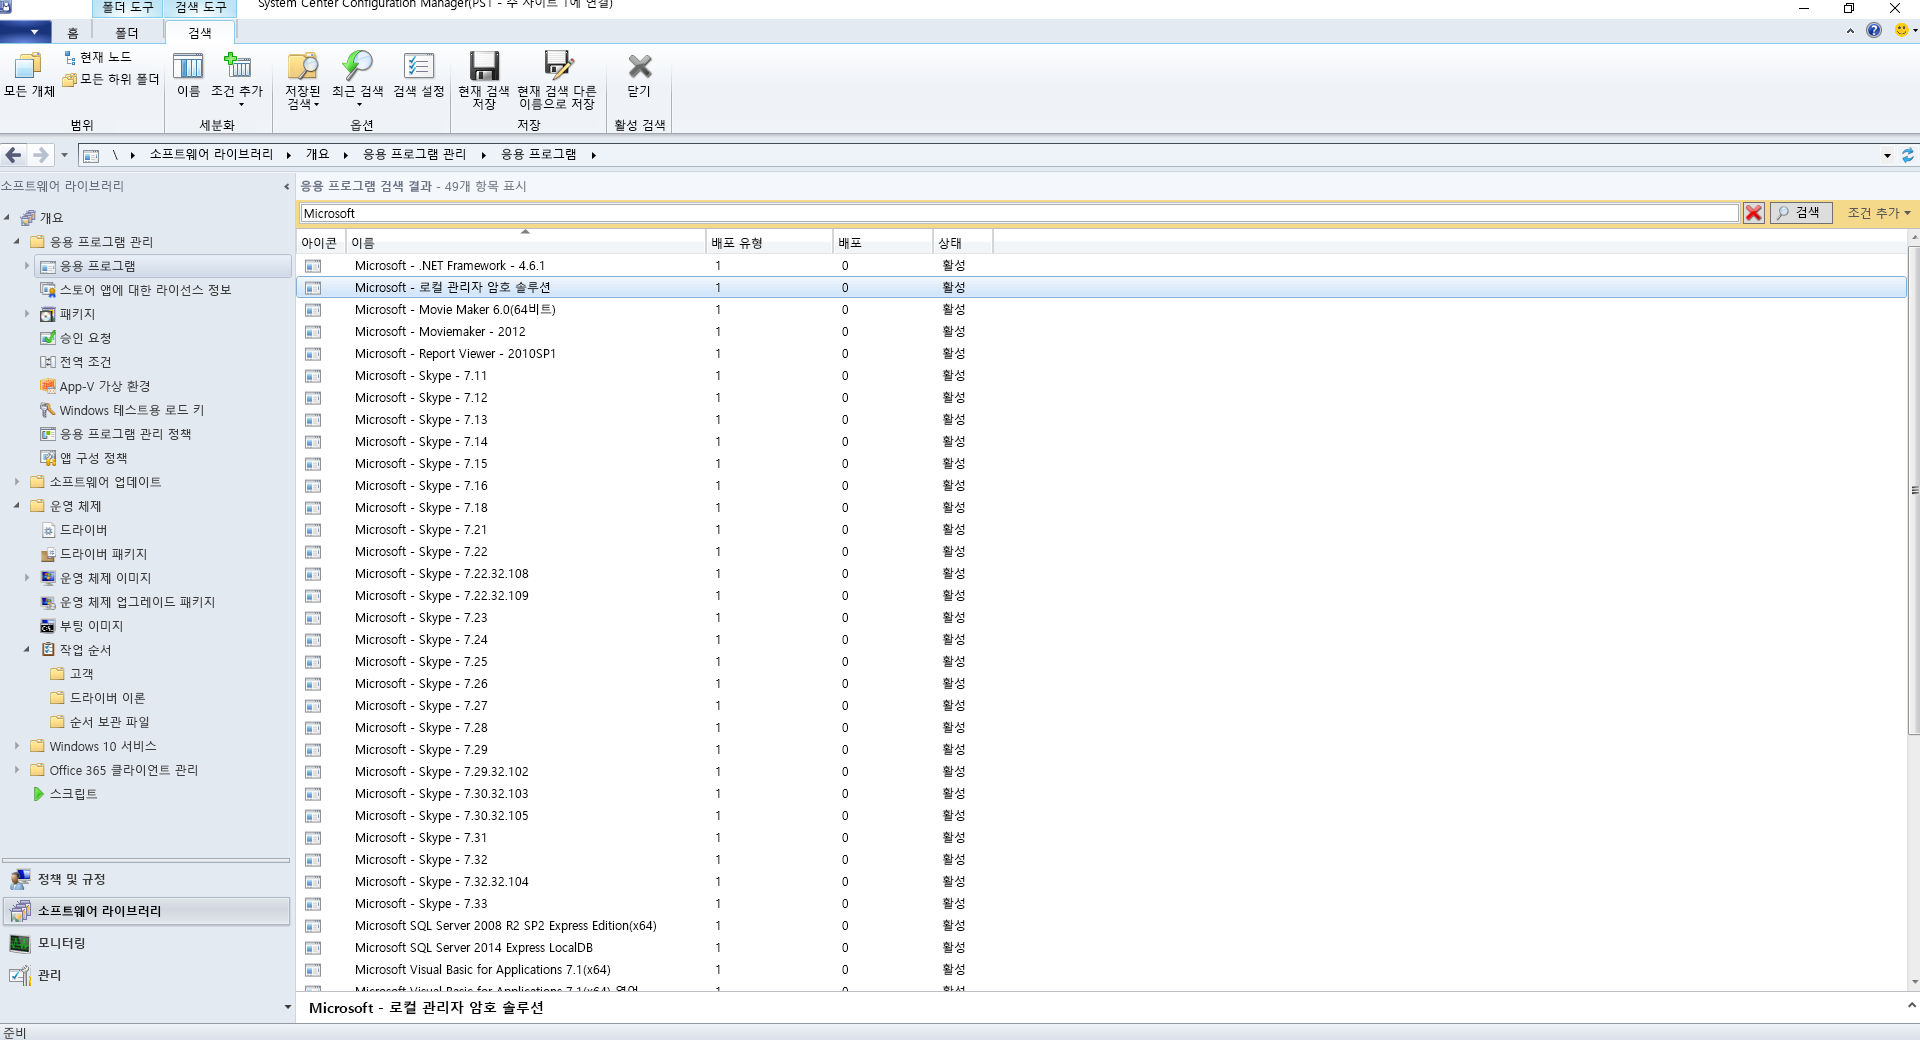 폴더 도구
검색 도구
System Center Configuration Manager(PS1 - 주 사이트 1에 연결)
홈
폴더
검색
모든 개체
현재 노드
모든 하위 폴더
범위
이름
조건 추가
세분화
저장된
검색
최근 검색
검색 설정
옵션
현재 검색
저장
현재 검색 다른
이름으로 저장
저장
닫기
활성 검색
\
소프트웨어 라이브러리
개요
응용 프로그램 관리
응용 프로그램
소프트웨어 라이브러리
개요
응용 프로그램 관리
응용 프로그램
스토어 앱에 대한 라이선스 정보
패키지
승인 요청
전역 조건
App-V 가상 환경
Windows 테스트용 로드 키
응용 프로그램 관리 정책
앱 구성 정책
소프트웨어 업데이트
운영 체제
드라이버
드라이버 패키지
운영 체제 이미지
운영 체제 업그레이드 패키지
부팅 이미지
작업 순서
고객
드라이버 이론
순서 보관 파일
Windows 10 서비스
Office 365 클라이언트 관리
스크립트
정책 및 규정
소프트웨어 라이브러리
모니터링
관리
응용 프로그램 검색 결과 - 49개 항목 표시
Microsoft
검색
조건 추가
아이콘 이름 배포 유형 배포 상태
Microsoft - .NET Framework - 4.6.1 1 0 활성
Microsoft - 로컬 관리자 암호 솔루션 1 0 활성
Microsoft - Movie Maker 6.0(64비트) 1 0 활성
Microsoft - Moviemaker - 2012 1 0 활성
Microsoft - Report Viewer - 2010SP1 1 0 활성
Microsoft - Skype - 7.11 1 0 활성
Microsoft - Skype - 7.12 1 0 활성
Microsoft - Skype - 7.13 1 0 활성
Microsoft - Skype - 7.14 1 0 활성
Microsoft - Skype - 7.15 1 0 활성
Microsoft - Skype - 7.16 1 0 활성
Microsoft - Skype - 7.18 1 0 활성
Microsoft - Skype - 7.21 1 0 활성
Microsoft - Skype - 7.22 1 0 활성
Microsoft - Skype - 7.22.32.108 1 0 활성
Microsoft - Skype - 7.22.32.109 1 0 활성
Microsoft - Skype - 7.23 1 0 활성
Microsoft - Skype - 7.24 1 0 활성
Microsoft - Skype - 7.25 1 0 활성
Microsoft - Skype - 7.26 1 0 활성
Microsoft - Skype - 7.27 1 0 활성
Microsoft - Skype - 7.28 1 0 활성
Microsoft - Skype - 7.29 1 0 활성
Microsoft - Skype - 7.29.32.102 1 0 활성
Microsoft - Skype - 7.30.32.103 1 0 활성
Microsoft - Skype - 7.30.32.105 1 0 활성
Microsoft - Skype - 7.31 1 0 활성
Microsoft - Skype - 7.32 1 0 활성
Microsoft - Skype - 7.32.32.104 1 0 활성
Microsoft - Skype - 7.33 1 0 활성
Microsoft SQL Server 2008 R2 SP2 Express Edition(x64) 1 0 활성
Microsoft SQL Server 2014 Express LocalDB 1 0 활성
Microsoft Visual Basic for Applications 7.1(x64) 1 0 활성
Microsoft Visual Basic for Applications 7.1(x64) 영어 1 0 활성
Microsoft - 로컬 관리자 암호 솔루션
준비